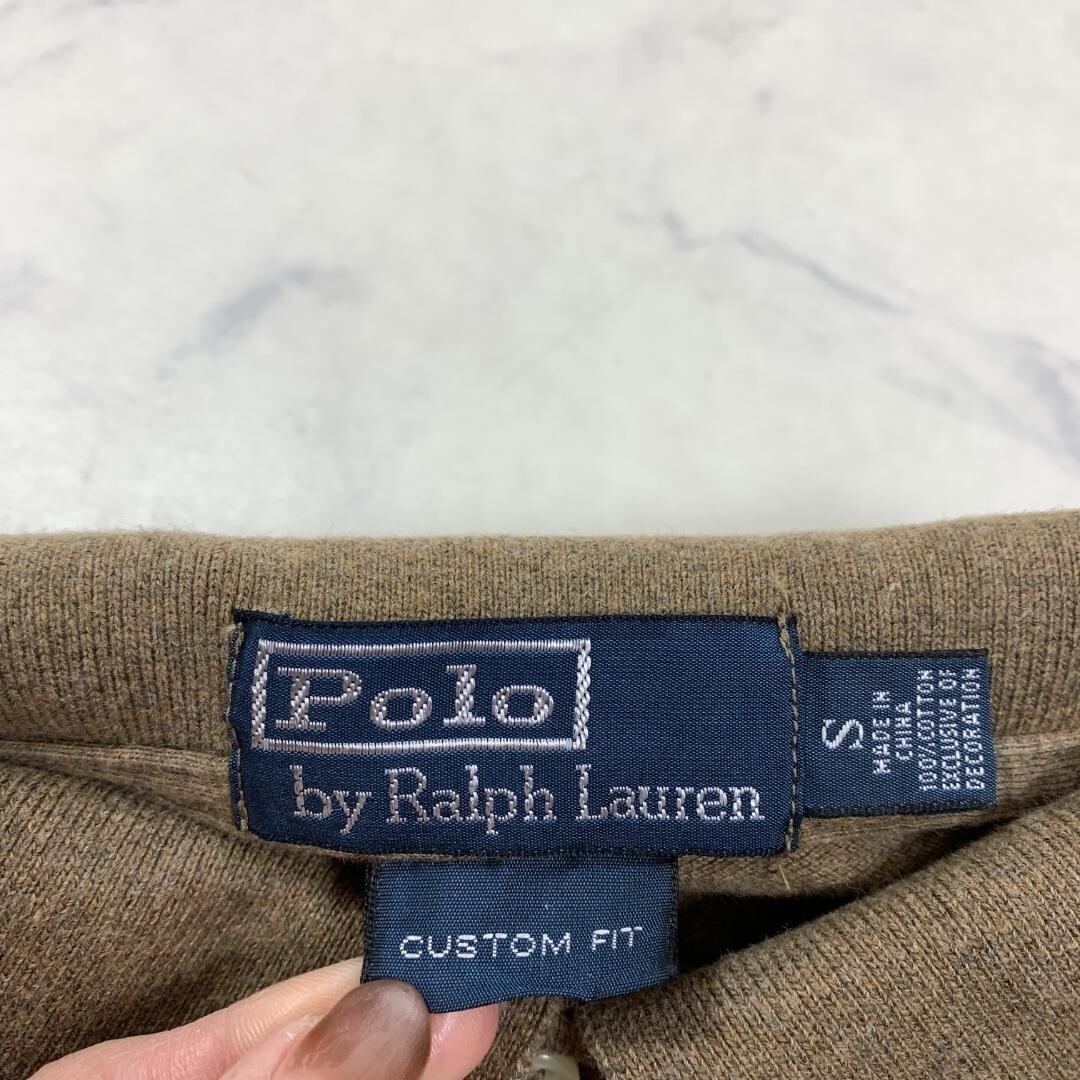 Polo
by Ralph Lauren
CUSTOM FIT
S
MADE IN
CHINA
100% COTTON
EXCLUSIVE OF
DECORATION